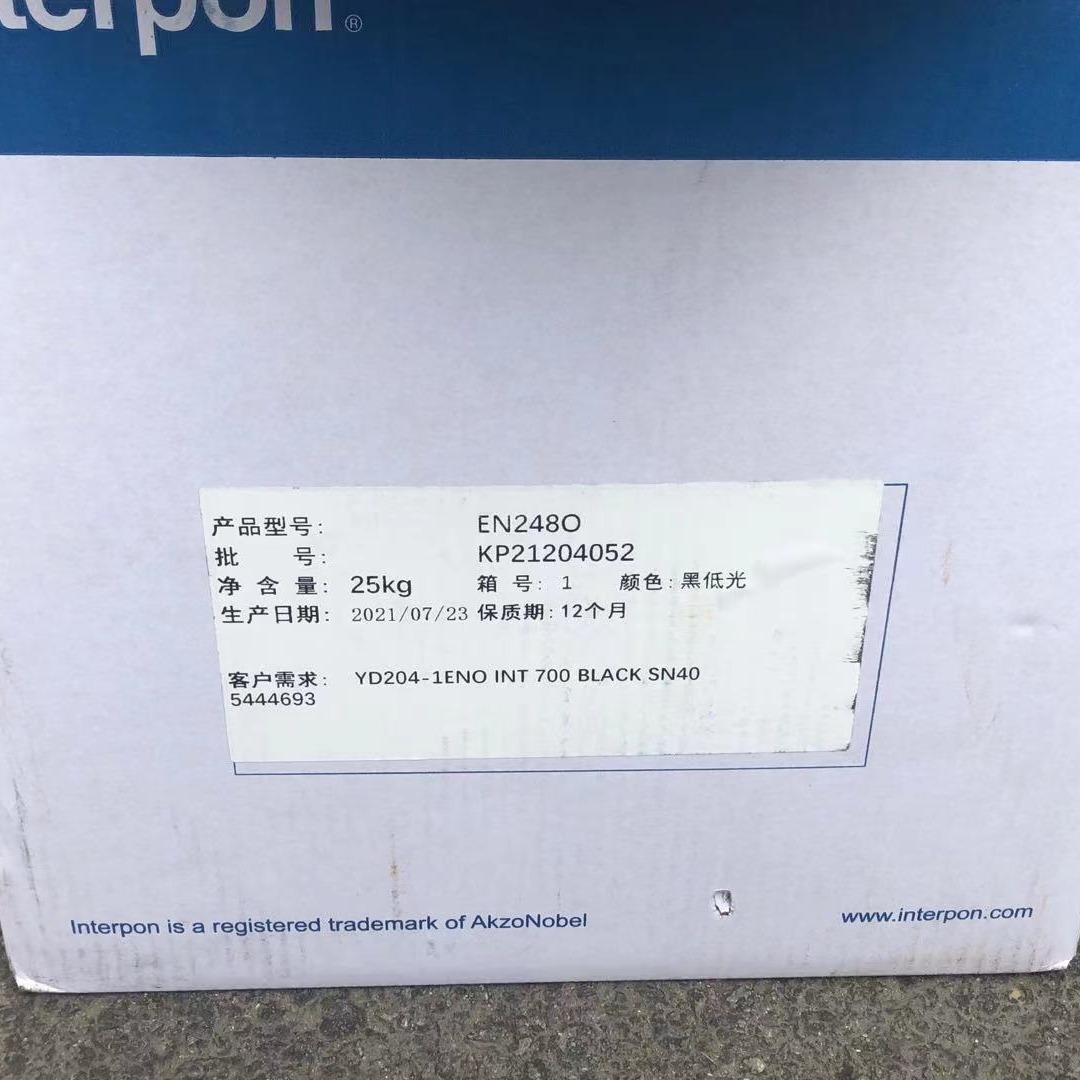 terpon®
产品型号: EN248O
批 号: KP21204052
净 含 量: 25kg 箱 号: 1 颜色: 黑低光
生产日期: 2021/07/23 保质期: 12个月
客户需求: YD204-1ENO INT 700 BLACK SN40
5444693
Interpon is a registered trademark of AkzoNobel
www.interpon.com